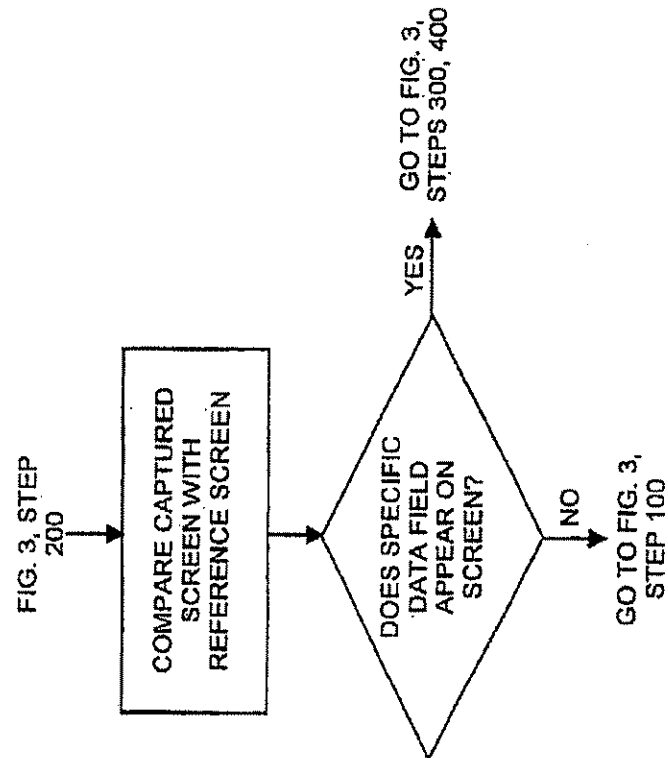 FIG. 3, STEP
200
COMPARE CAPTURED
SCREEN WITH
REFERENCE SCREEN
DOES SPECIFIC
DATA FIELD
APPEAR ON
SCREEN?
YES
GO TO FIG. 3,
STEPS 300, 400
NO
GO TO FIG. 3,
STEP 100